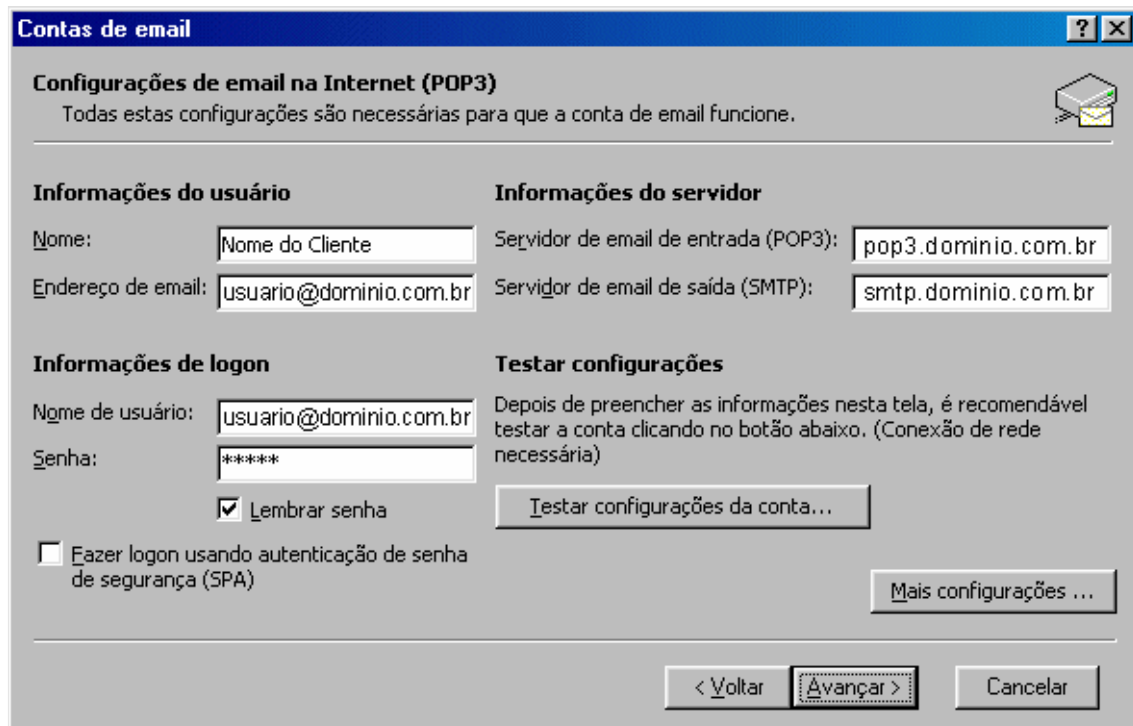 Contas de email
Configurações de email na Internet (POP3)
Todas estas configurações são necessárias para que a conta de email funcione.
Informações do usuário
Nome: Nome do Cliente
Endereço de email: usuario@dominio.com.br
Informações do servidor
Servidor de email de entrada (POP3): pop3.dominio.com.br
Servidor de email de saída (SMTP): smtp.dominio.com.br
Informações de logon
Nome de usuário: usuario@dominio.com.br
Senha: *****
Lembrar senha
Fazer logon usando autenticação de senha
de segurança (SPA)
Testar configurações
Depois de preencher as informações nesta tela, é recomendável
testar a conta clicando no botão abaixo. (Conexão de rede
necessária)
Testar configurações da conta...
Mais configurações ...
< Voltar
Avançar >
Cancelar